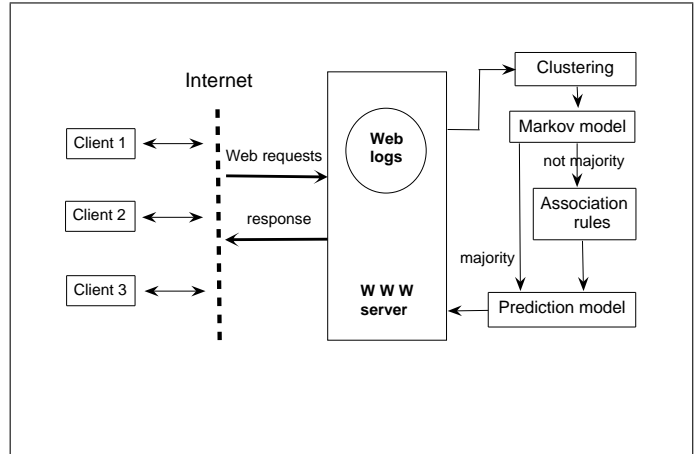 Internet
Client 1
Client 2
Client 3
Web requests
response
Web
logs
W W W
server
Clustering
Markov model
not majority
Association
rules
majority
Prediction model